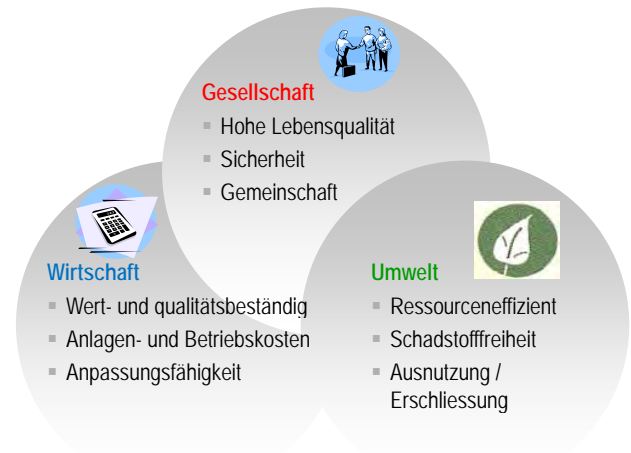 Gesellschaft
Hohe Lebensqualität
Sicherheit
Gemeinschaft
Wirtschaft
Wert- und qualitätsbeständig
Anlagen- und Betriebskosten
Anpassungsfähigkeit
Umwelt
Ressourceneffizient
Schadstofffreiheit
Ausnutzung /
Erschliessung